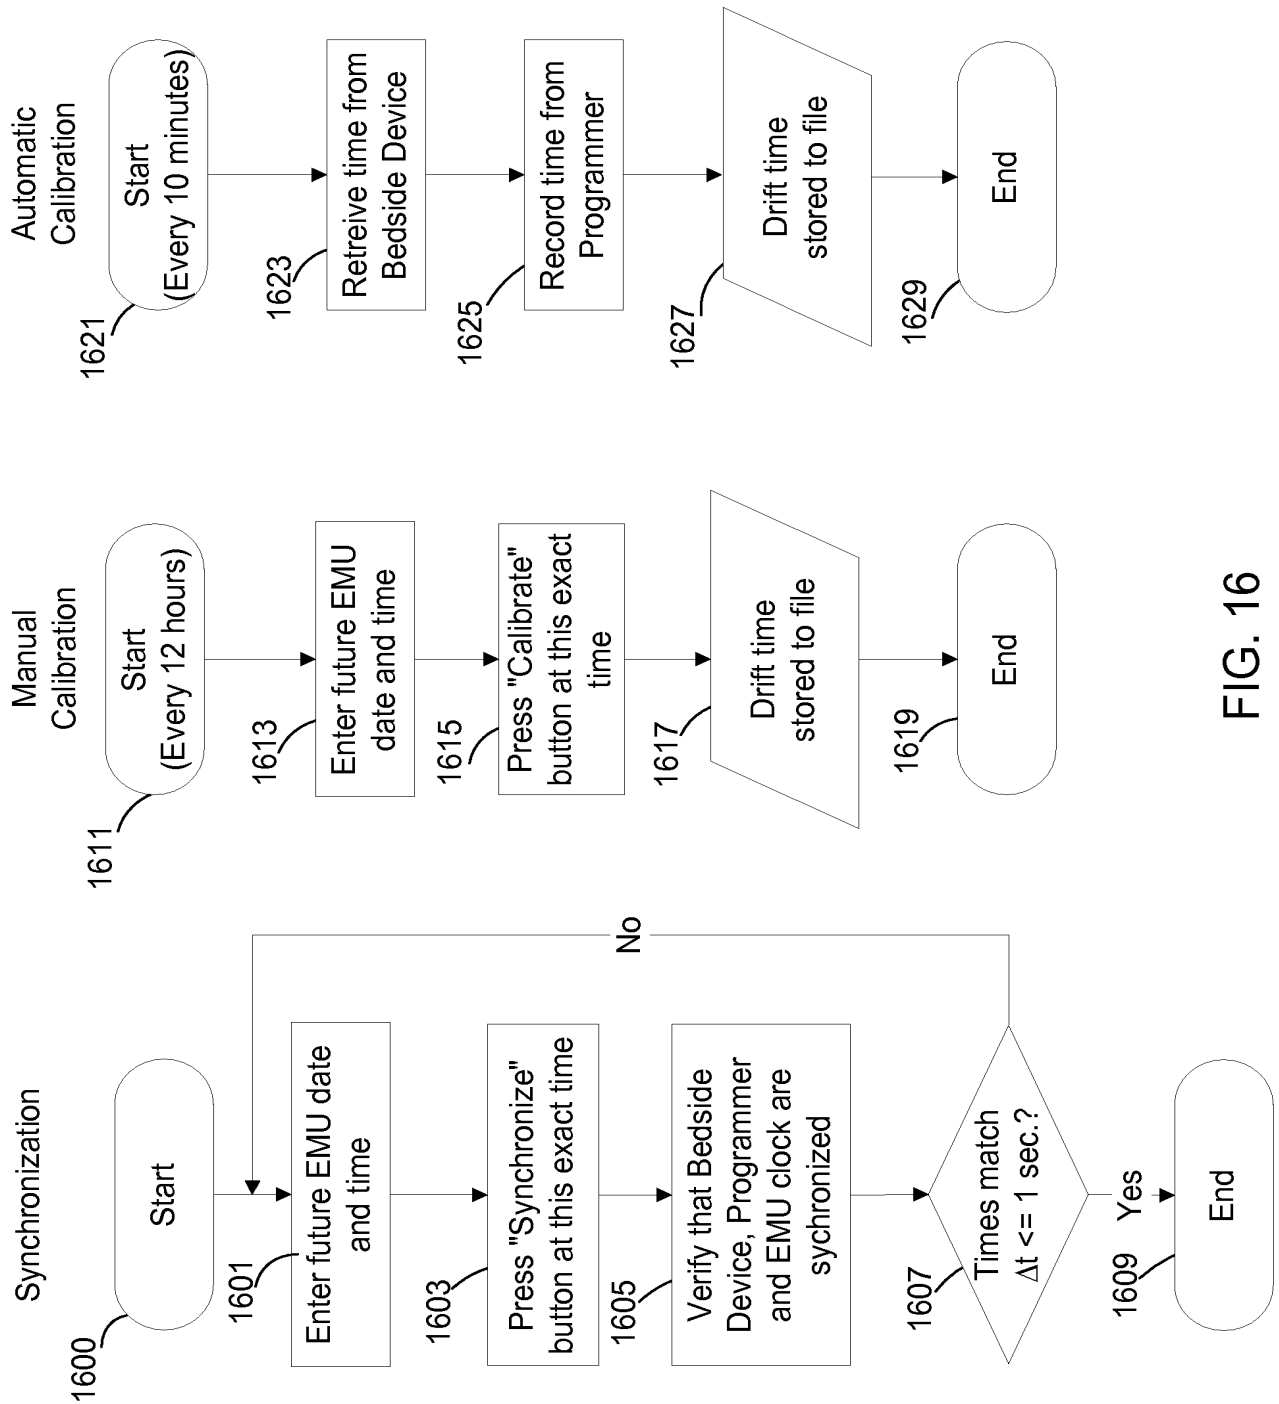 Synchronization
1600
Start
1601
Enter future EMU date
and time
1603
Press "Synchronize"
button at this exact time
1605
Verify that Bedside
Device, Programmer
and EMU clock are
sychronized
1607
Times match
Δt <= 1 sec.?
No
Yes
1609
End
Manual
Calibration
1611
Start
(Every 12 hours)
1613
Enter future EMU
date and time
1615
Press "Calibrate"
button at this exact
time
1617
Drift time
stored to file
1619
End
Automatic
Calibration
1621
Start
(Every 10 minutes)
1623
Retreive time from
Bedside Device
1625
Record time from
Programmer
1627
Drift time
stored to file
1629
End
FIG. 16